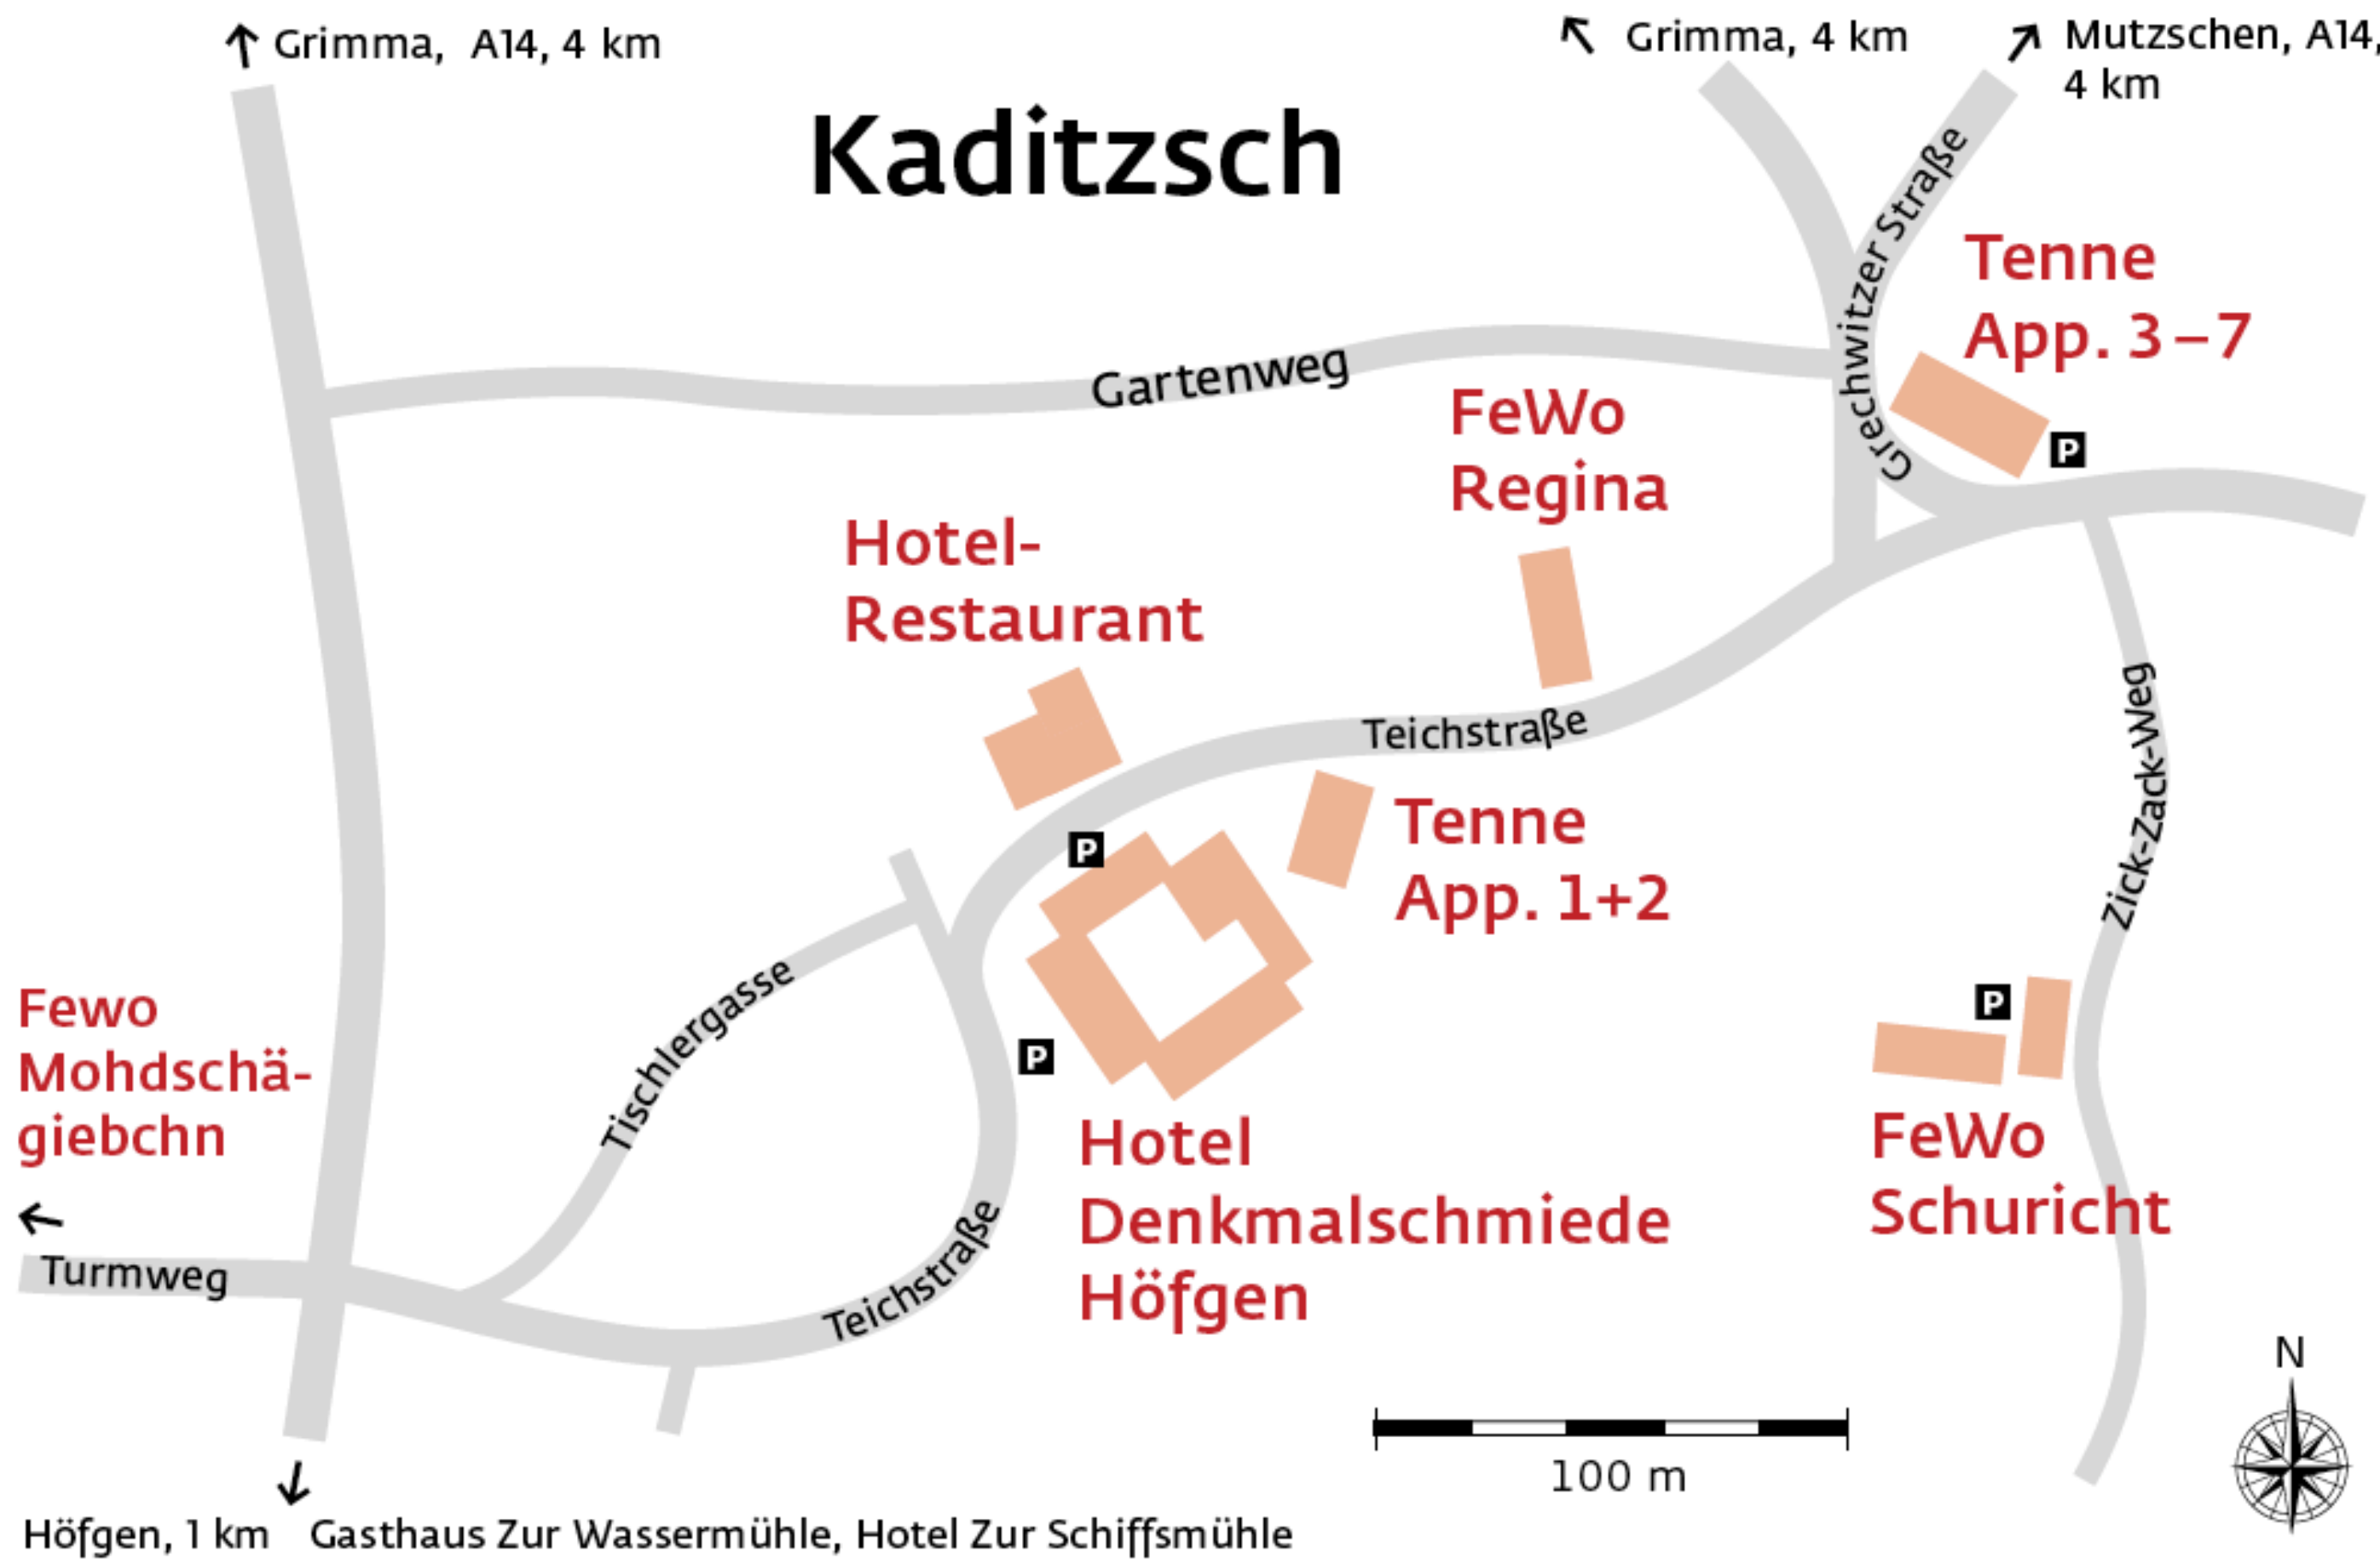 Grimma, A14, 4 km
Grimma, 4 km
Mutzschen, A14,
4 km
Kaditzsch
Grechwitzer Straße
Tenne
App. 3–7
Gartenweg
FeWo
Regina
P
Hotel-
Restaurant
Teichstraße
Zick-Zack-Weg
Tenne
App. 1+2
P
Tischlergasse
Fewo
Mohdschä-
giebchn
P
P
Hotel
Denkmalschmiede
Höfgen
FeWo
Schuricht
Turmweg
Teichstraße
N
100 m
Höfgen, 1 km Gasthaus Zur Wassermühle, Hotel Zur Schiffsmühle